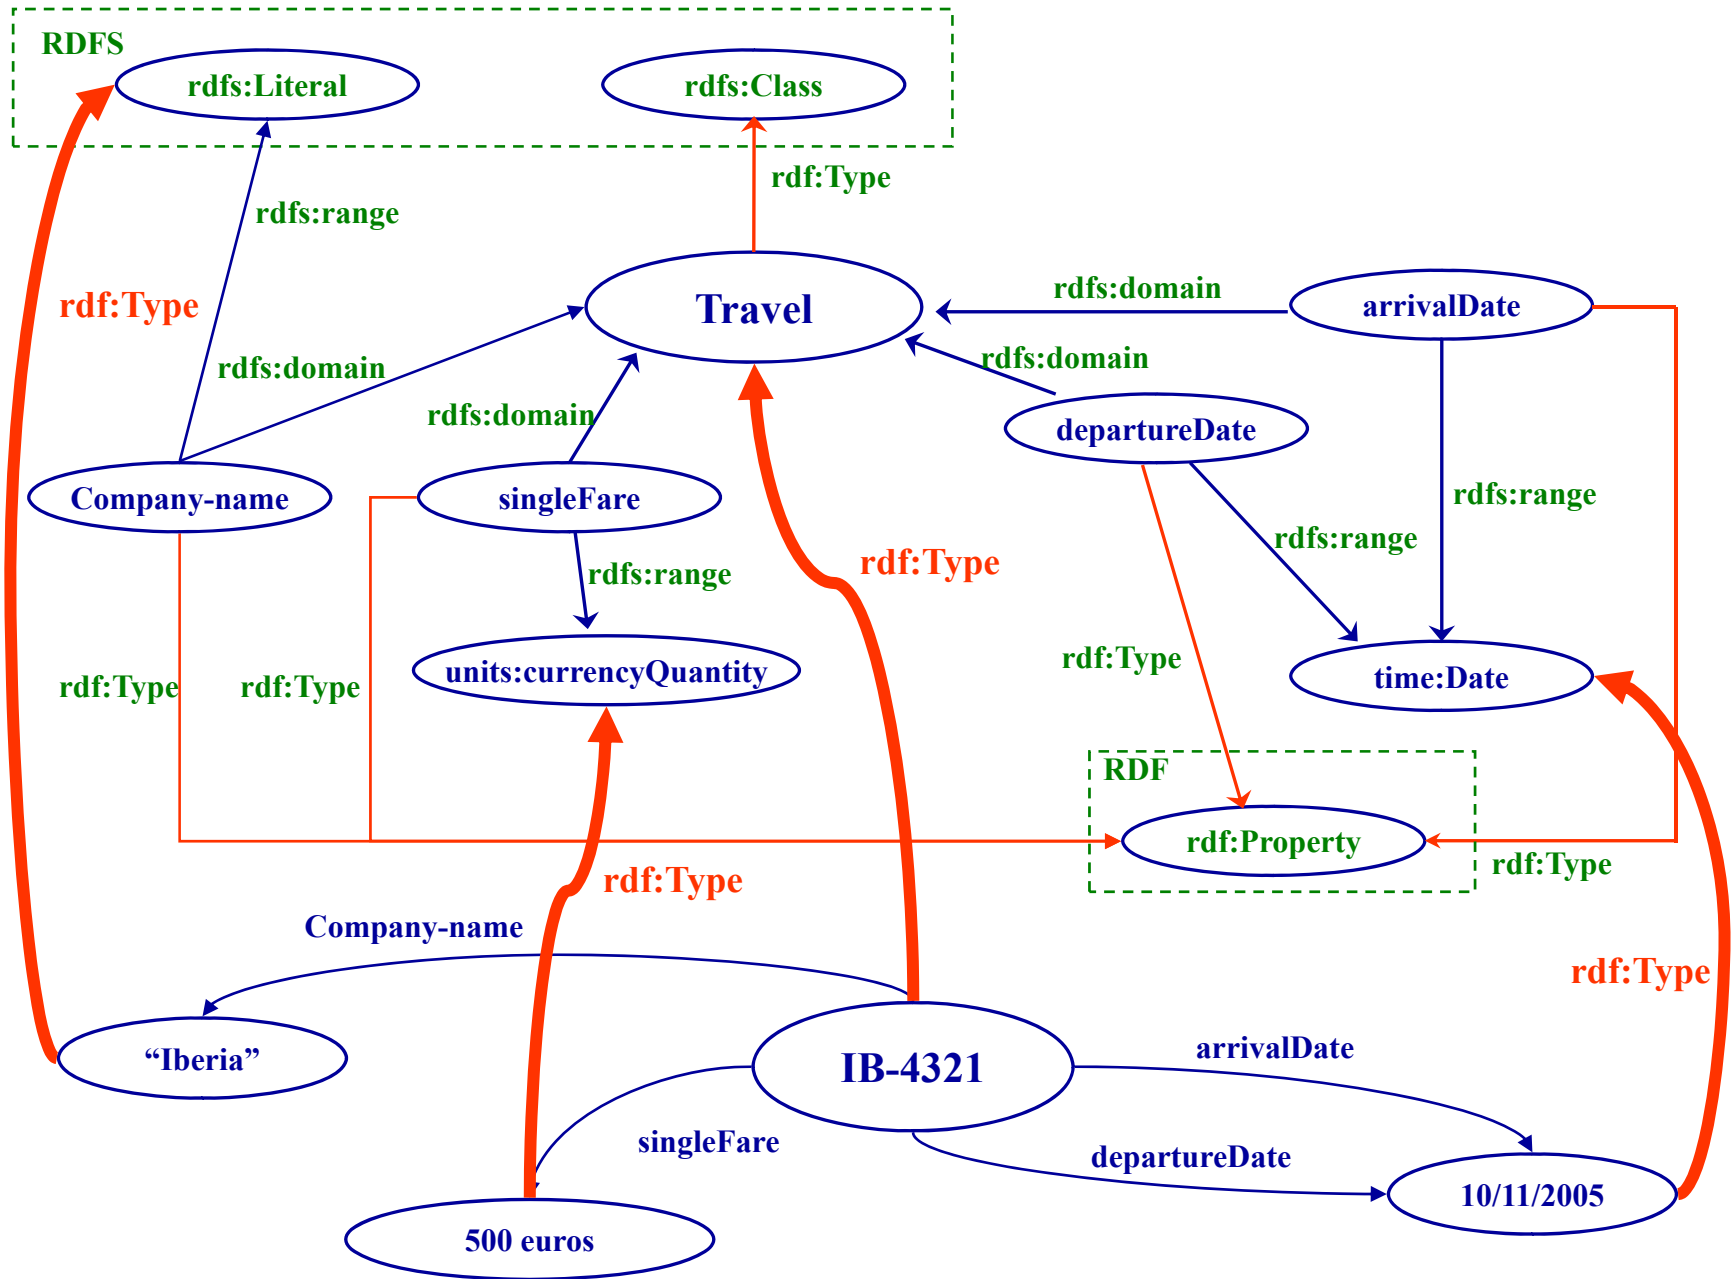 RDFS
rdfs:Literal
rdfs:Class
rdf:Type
rdfs:range
rdf:Type
rdfs:domain
arrivalDate
Travel
rdfs:domain
rdfs:domain
rdfs:domain
departureDate
Company-name
singleFare
rdfs:range
rdfs:range
rdf:Type
rdfs:range
rdf:Type
rdf:Type
rdf:Type
units:currencyQuantity
time:Date
RDF
rdf:Property
rdf:Type
rdf:Type
Company-name
rdf:Type
“Iberia”
IB-4321
arrivalDate
singleFare
departureDate
10/11/2005
500 euros